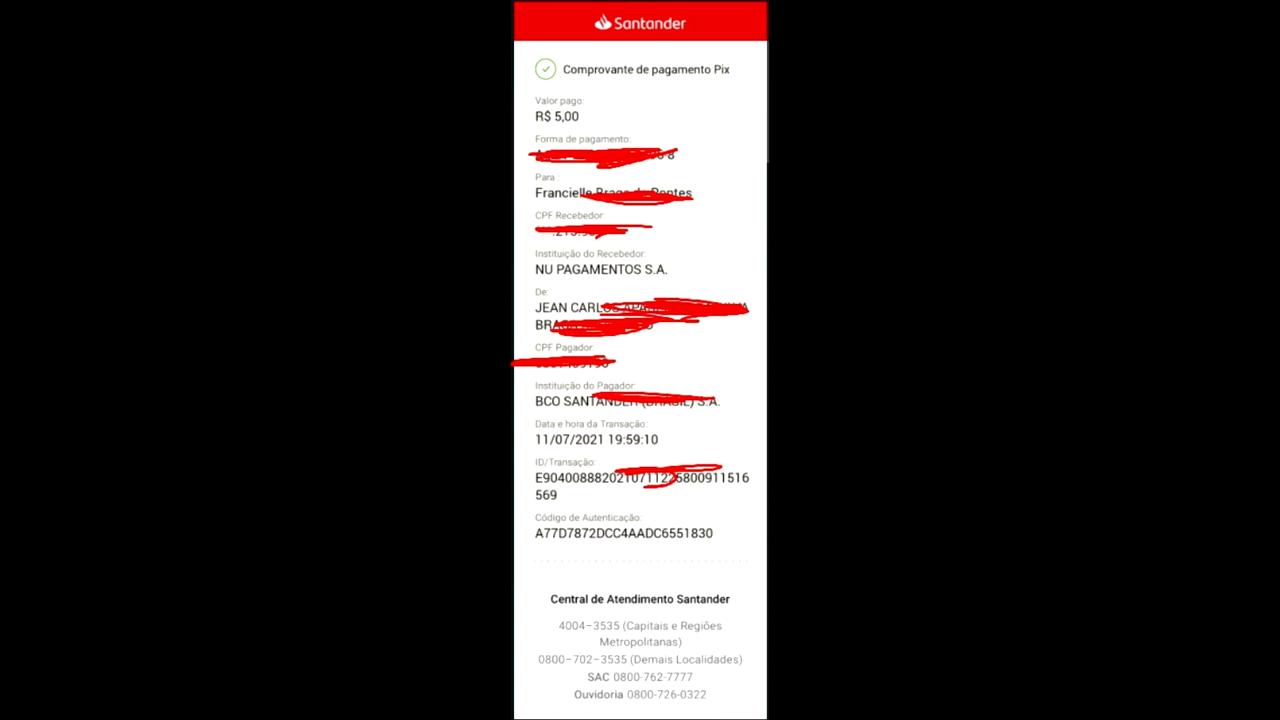 Santander
Comprovante de pagamento Pix
Valor pago:
R$ 5,00
Forma de pagamento:
Para :
Francielle
CPF Recebedor:
Instituição do Recebedor:
NU PAGAMENTOS S.A.
De:
JEAN
CPF Pagador:
Instituição do Pagador:
BCO SANTANDER (BRASIL) S.A.
Data e hora da Transação:
11/07/2021 19:59:10
ID/Transação:
E9040088820210711225800911516
569
Código de Autenticação:
A77D7872DCC4AADC6551830
Central de Atendimento Santander
4004-3535 (Capitais e Regiões
Metropolitanas)
0800-702-3535 (Demais Localidades)
SAC 0800-762-7777
Ouvidoria 0800-726-0322